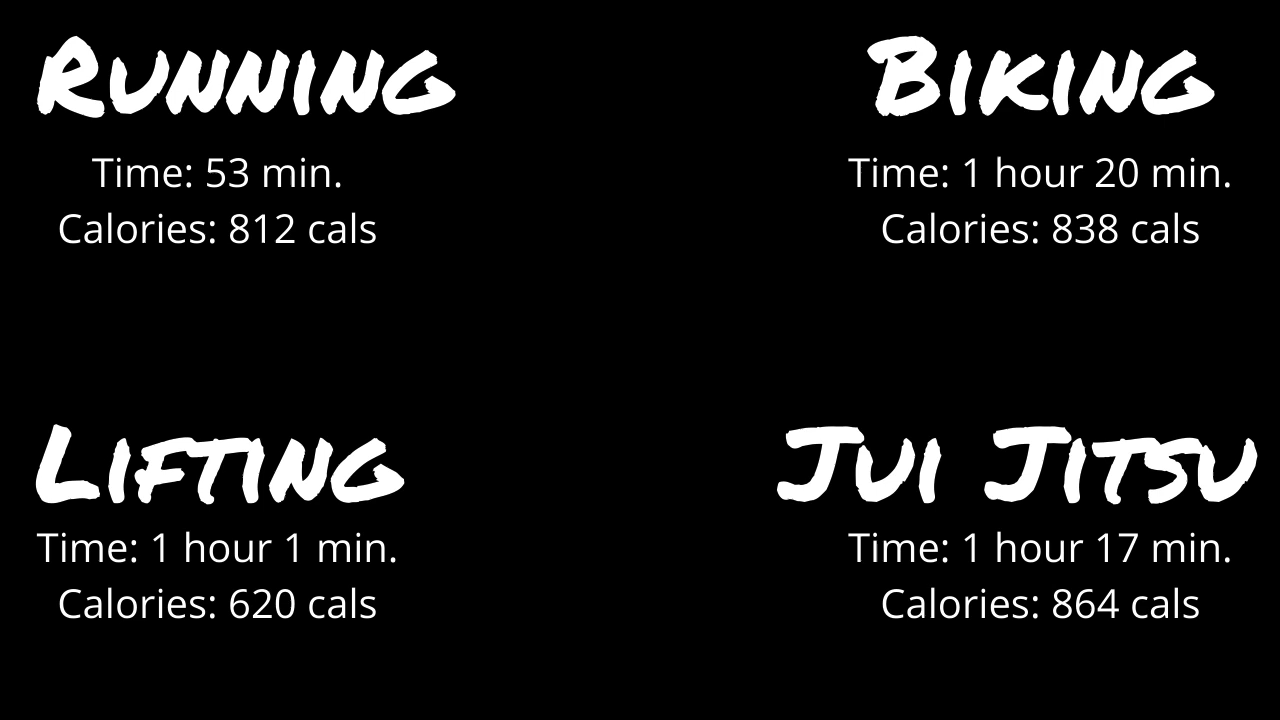 RUNNING
Time: 53 min.
Calories: 812 cals
BIKING
Time: 1 hour 20 min.
Calories: 838 cals
LIFTING
Time: 1 hour 1 min.
Calories: 620 cals
JUI JITSU
Time: 1 hour 17 min.
Calories: 864 cals